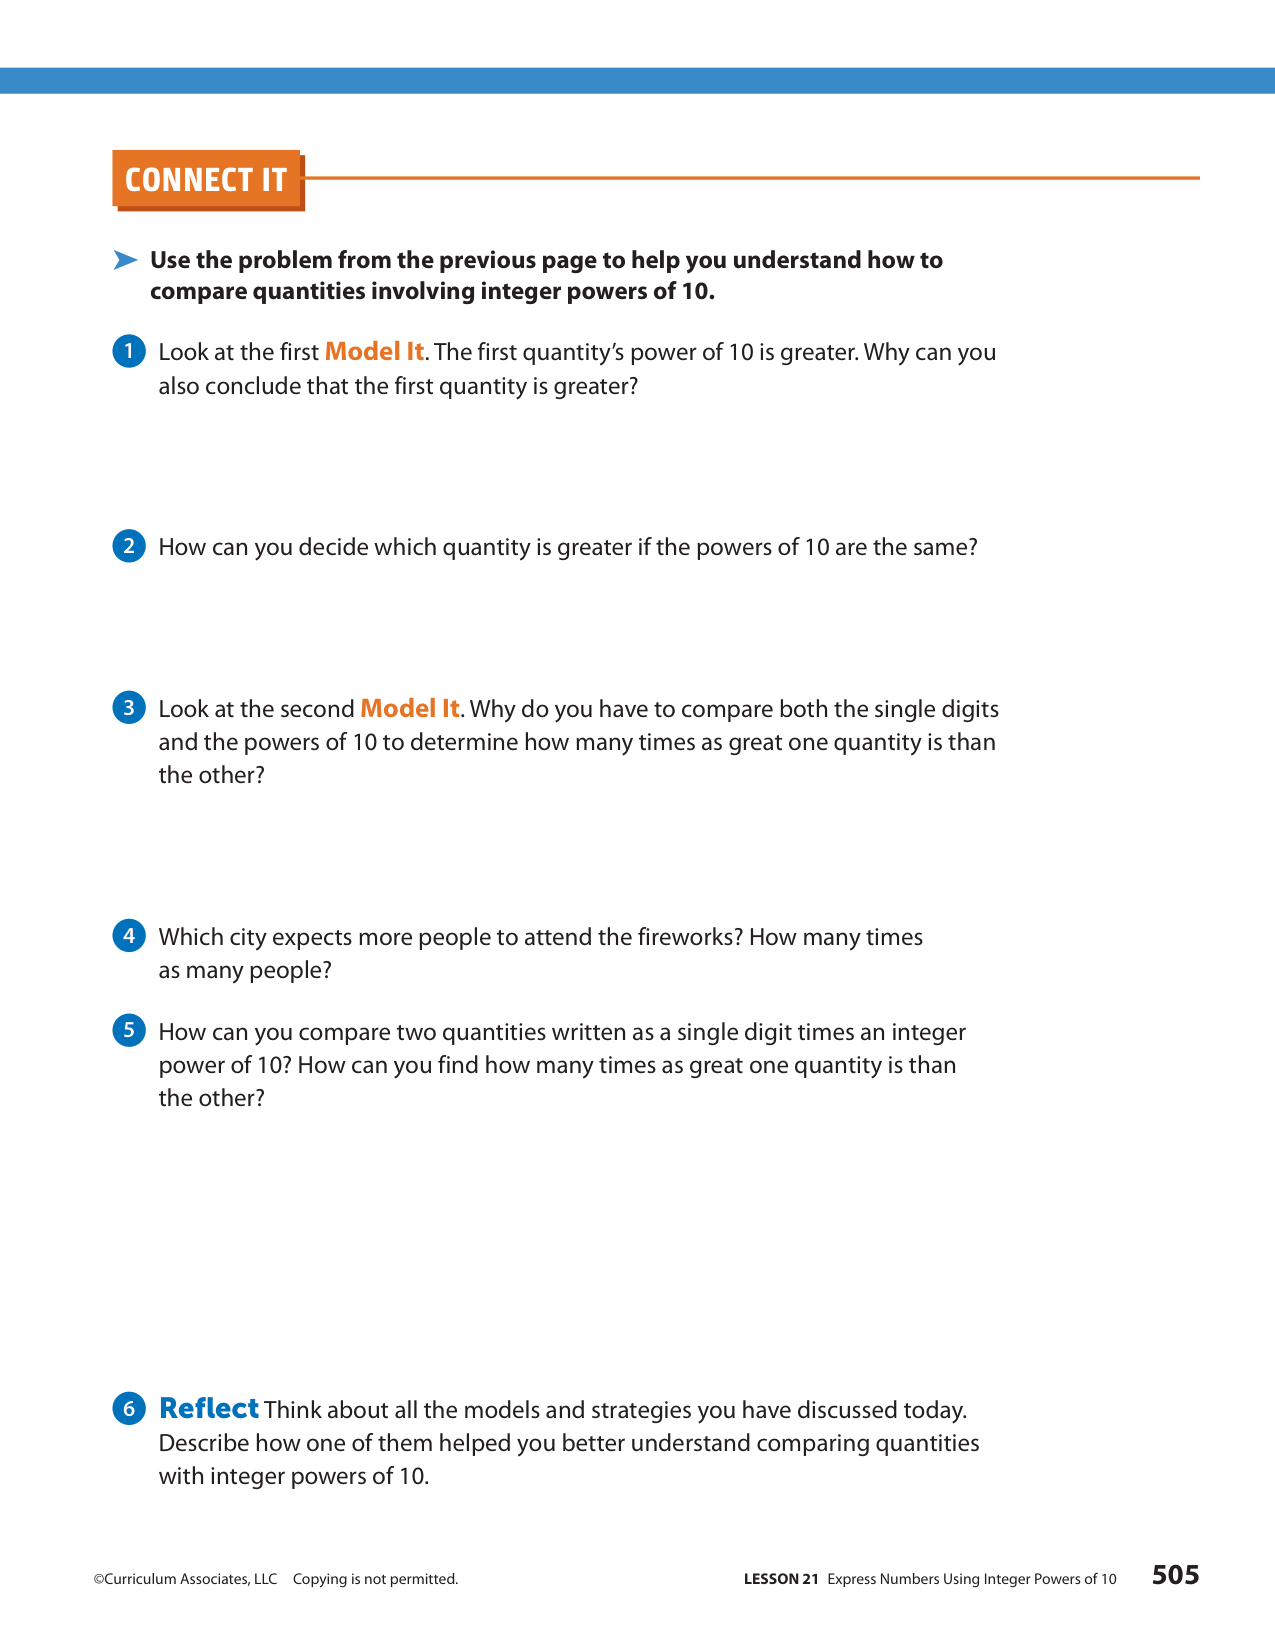 CONNECT IT
Use the problem from the previous page to help you understand how to
compare quantities involving integer powers of 10.
1 Look at the first Model It. The first quantity’s power of 10 is greater. Why can you
also conclude that the first quantity is greater?
2 How can you decide which quantity is greater if the powers of 10 are the same?
3 Look at the second Model It. Why do you have to compare both the single digits
and the powers of 10 to determine how many times as great one quantity is than
the other?
4 Which city expects more people to attend the fireworks? How many times
as many people?
5 How can you compare two quantities written as a single digit times an integer
power of 10? How can you find how many times as great one quantity is than
the other?
6 Reflect Think about all the models and strategies you have discussed today.
Describe how one of them helped you better understand comparing quantities
with integer powers of 10.
©Curriculum Associates, LLC Copying is not permitted. LESSON 21 Express Numbers Using Integer Powers of 10 505